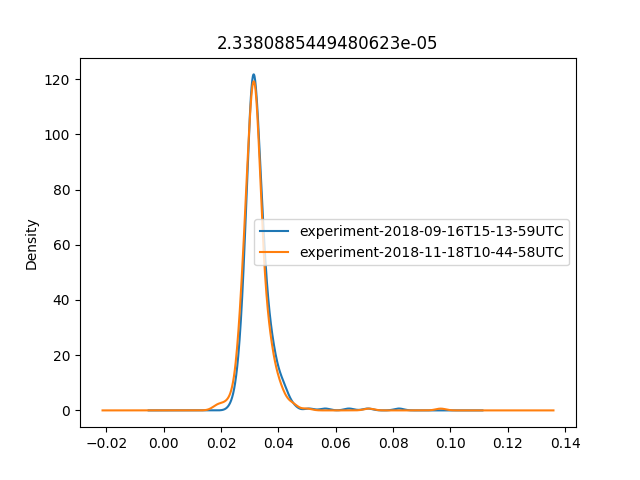 2.3380885449480623e-05
120
100
80
60
40
20
0
Density
experiment-2018-09-16T15-13-59UTC
experiment-2018-11-18T10-44-58UTC
−0.02 0.00 0.02 0.04 0.06 0.08 0.10 0.12 0.14